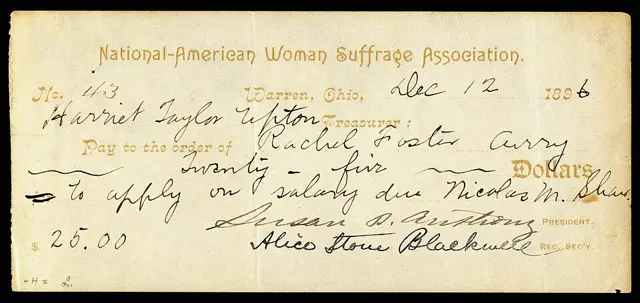 National-American Woman Suffrage Association.
No. 43 Warren, Ohio, Dec 12 1896
Harriet Taylor Upton Treasurer:
Pay to the order of Rachel Foster Avery
Twenty-five Dollars
to apply on salary due Nicolas M. Shaw
Susan B. Anthony PRESIDENT.
$ 25.00 Alice Stone Blackwell REC. SEC'Y.